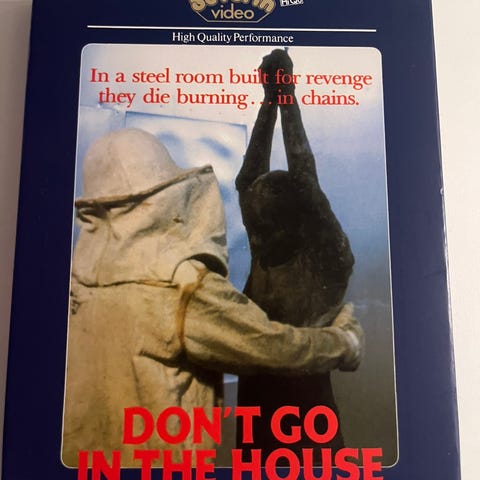 video
High Quality Performance
In a steel room built for revenge
they die burning... in chains.
DON'T GO
IN THE HOUSE